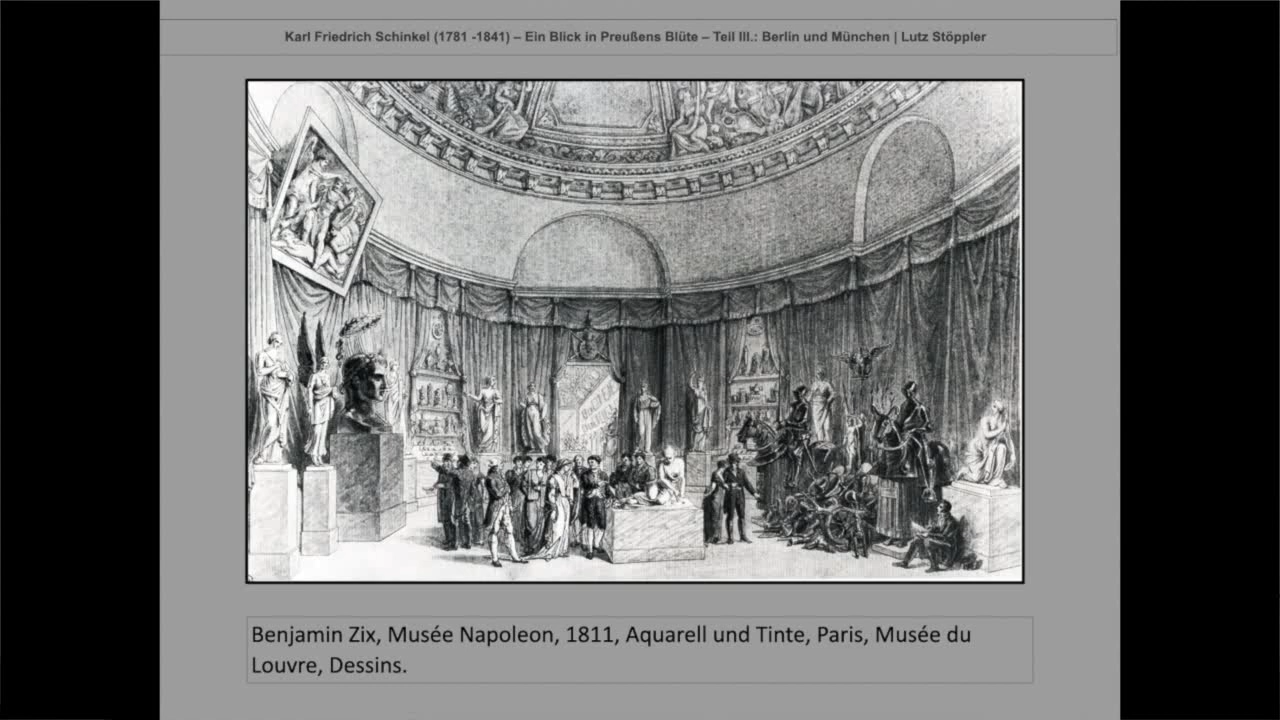 Karl Friedrich Schinkel (1781 -1841) – Ein Blick in Preußens Blüte – Teil III.: Berlin und München | Lutz Stöppler
Benjamin Zix, Musée Napoleon, 1811, Aquarell und Tinte, Paris, Musée du
Louvre, Dessins.